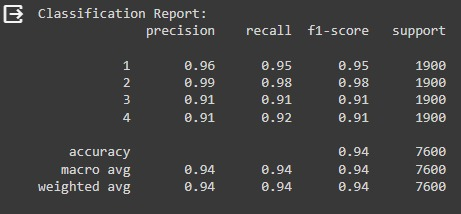 Classification Report:
precision recall f1-score support
1 0.96 0.95 0.95 1900
2 0.99 0.98 0.98 1900
3 0.91 0.91 0.91 1900
4 0.91 0.92 0.91 1900
accuracy 0.94 7600
macro avg 0.94 0.94 0.94 7600
weighted avg 0.94 0.94 0.94 7600